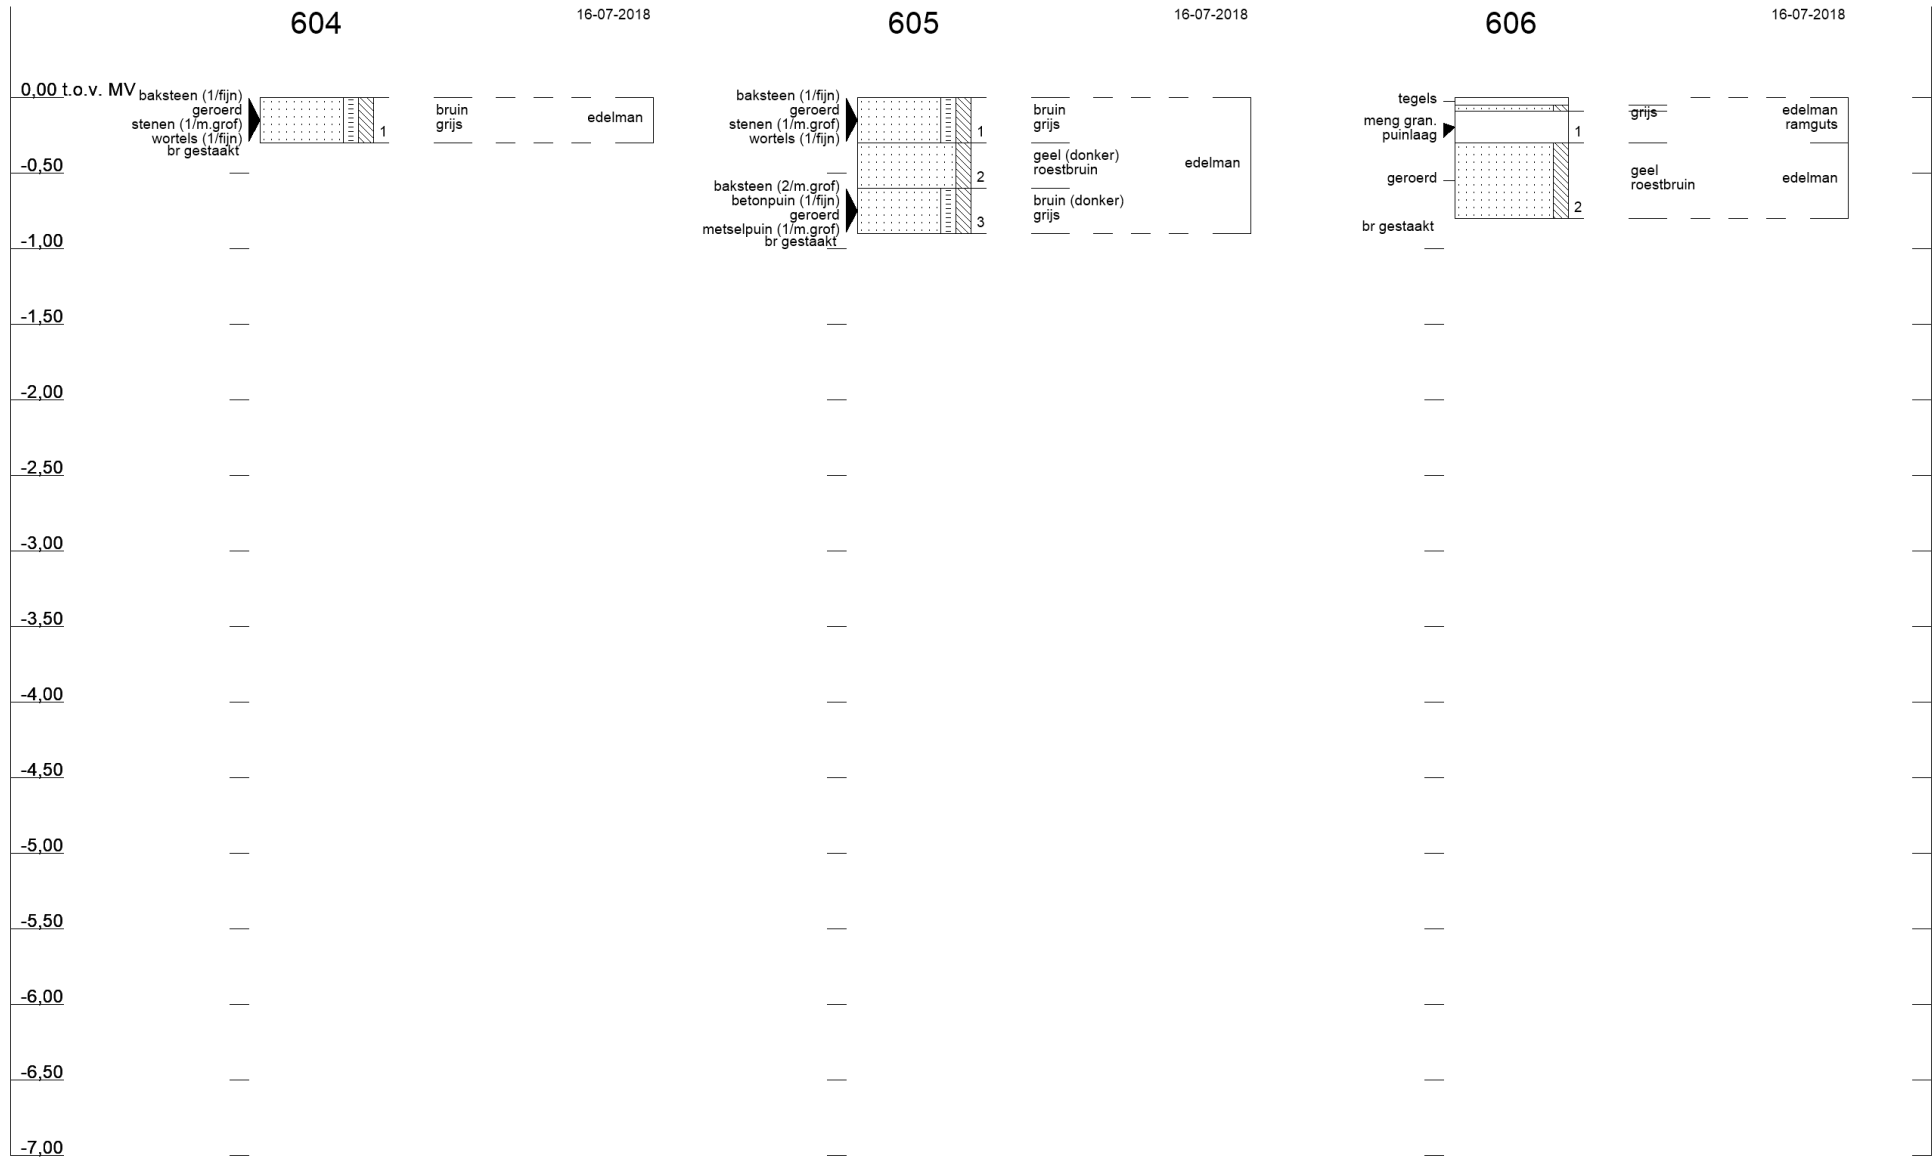 604
16-07-2018
605
16-07-2018
606
16-07-2018
0,00 t.o.v. MV
baksteen (1/fijn)
geroerd
stenen (1/m.grof)
wortels (1/fijn)
br gestaakt
1
bruin
grijs
edelman
baksteen (1/fijn)
geroerd
stenen (1/m.grof)
wortels (1/fijn)
baksteen (2/m.grof)
betonpuin (1/fijn)
geroerd
metselpuin (1/m.grof)
br gestaakt
1
2
3
bruin
grijs
geel (donker)
roestbruin
bruin (donker)
grijs
edelman
tegels
meng gran.
puinlaag
geroerd
br gestaakt
1
2
grijs
geel
roestbruin
edelman
ramguts
edelman
-0,50
-1,00
-1,50
-2,00
-2,50
-3,00
-3,50
-4,00
-4,50
-5,00
-5,50
-6,00
-6,50
-7,00